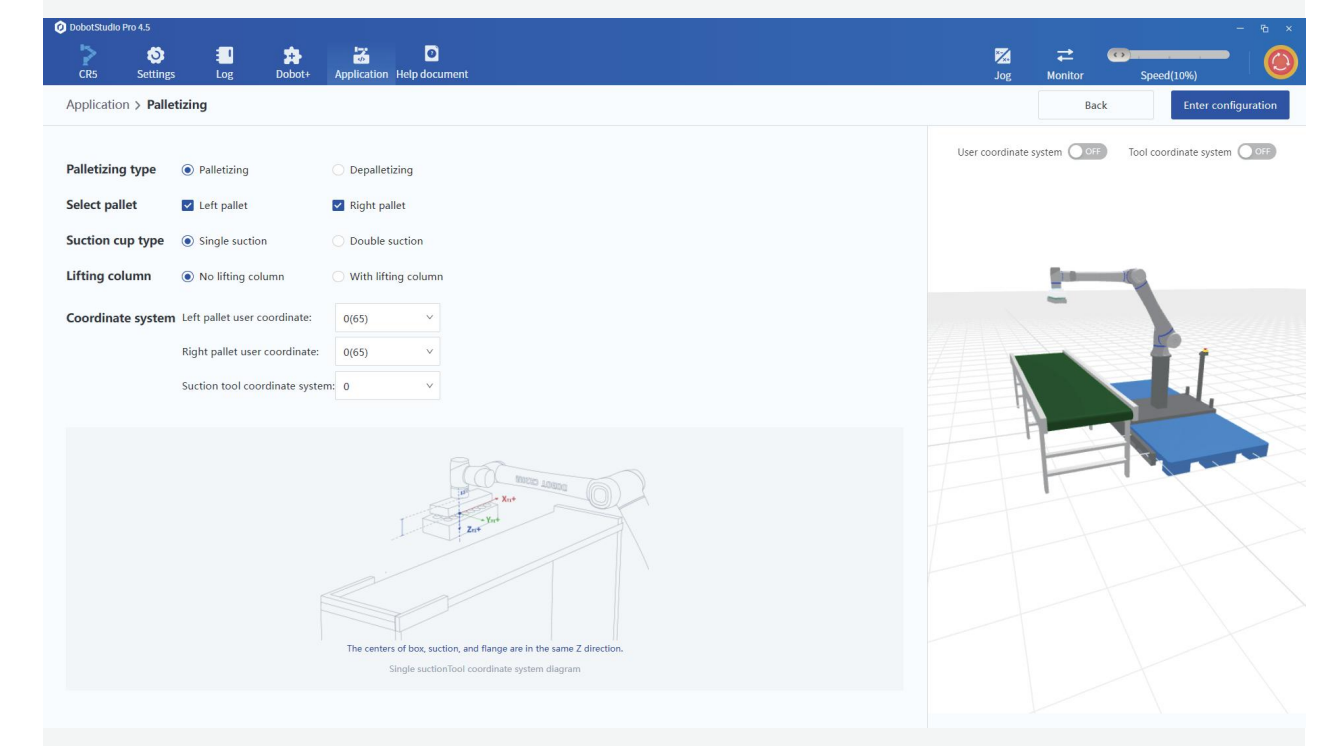 DobotStudio Pro 4.5
CR5 Settings Log Dobot+ Application Help document Jog Monitor Speed(10%)
Application > Palletizing Back Enter configuration
User coordinate system OFF Tool coordinate system OFF
Palletizing type Palletizing Depalletizing
Select pallet Left pallet Right pallet
Suction cup type Single suction Double suction
Lifting column No lifting column With lifting column
Coordinate system Left pallet user coordinate: 0(65)
Right pallet user coordinate: 0(65)
Suction tool coordinate system: 0
The centers of box, suction, and flange are in the same Z direction.
Single suctionTool coordinate system diagram